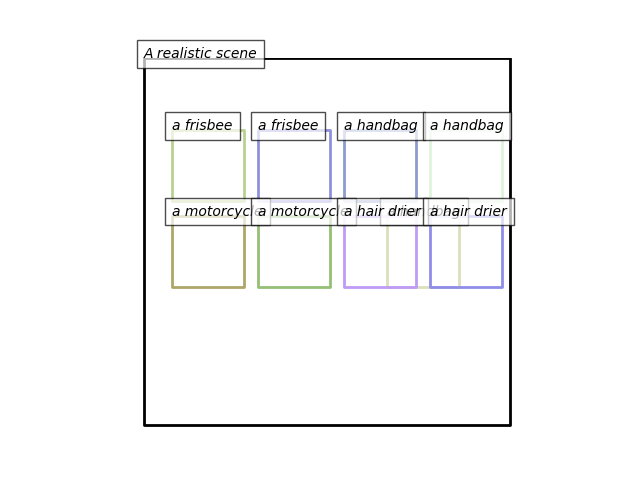 A realistic scene
a frisbee
a frisbee
a handbag
a handbag
a motorcycle
a motorcycle
a hair drier
a hair drier